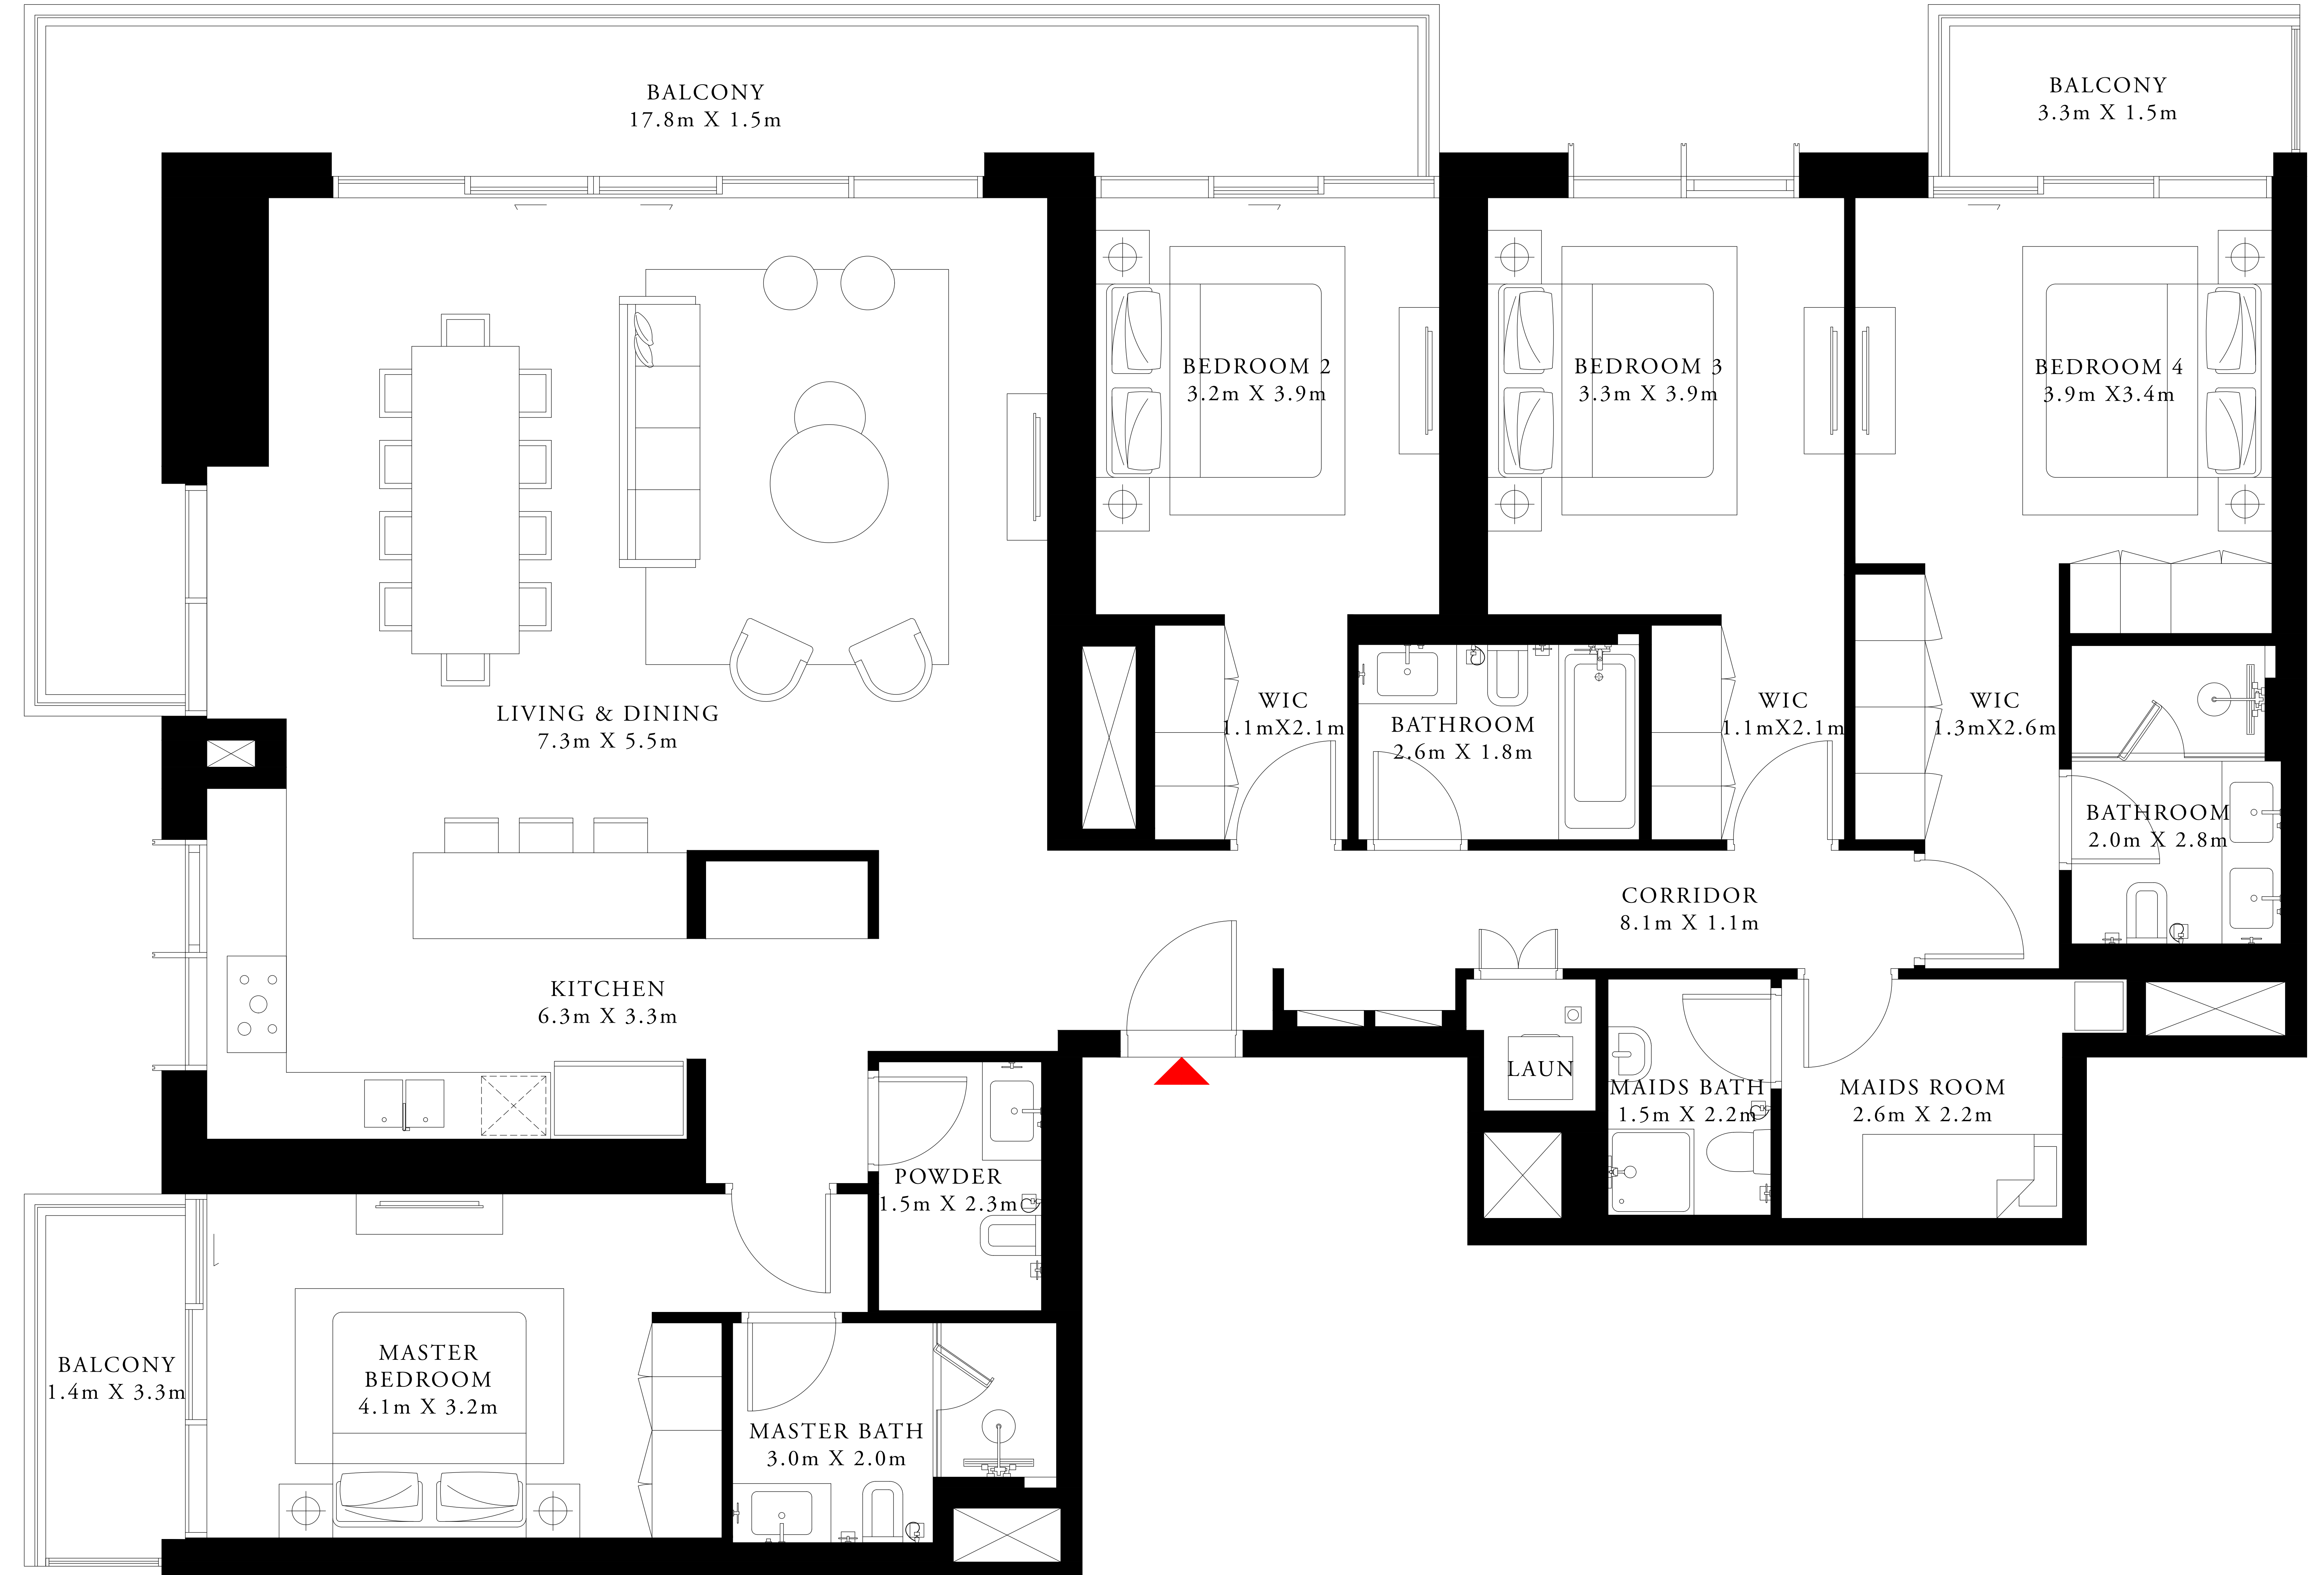 BALCONY
17.8m X 1.5m
BALCONY
3.3m X 1.5m
BEDROOM 2
3.2m X 3.9m
BEDROOM 3
3.3m X 3.9m
BEDROOM 4
3.9m X3.4m
LIVING & DINING
7.3m X 5.5m
WIC
1.1mX2.1m
BATHROOM
2.6m X 1.8m
WIC
1.1mX2.1m
WIC
1.3mX2.6m
BATHROOM
2.0m X 2.8m
CORRIDOR
8.1m X 1.1m
KITCHEN
6.3m X 3.3m
LAUN
MAIDS BATH
1.5m X 2.2m
MAIDS ROOM
2.6m X 2.2m
POWDER
1.5m X 2.3m
BALCONY
1.4m X 3.3m
MASTER
BEDROOM
4.1m X 3.2m
MASTER BATH
3.0m X 2.0m